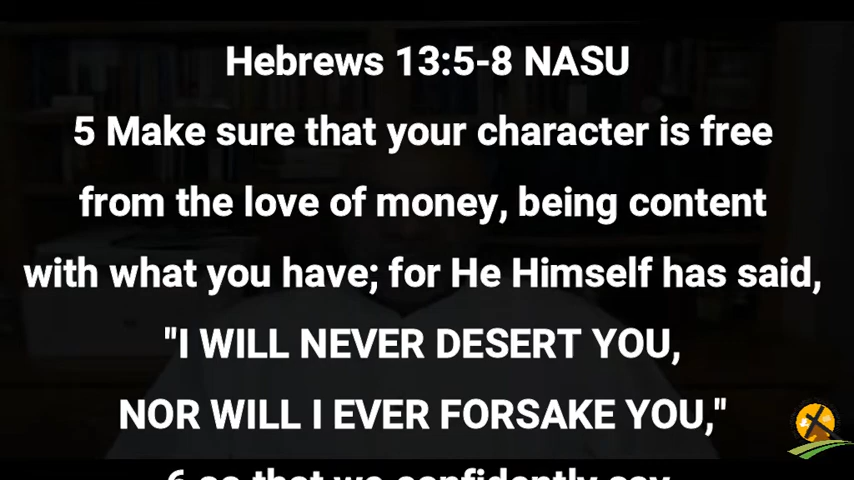 Hebrews 13:5-8 NASU
5 Make sure that your character is free
from the love of money, being content
with what you have; for He Himself has said,
"I WILL NEVER DESERT YOU,
NOR WILL I EVER FORSAKE YOU,"
6 so that we confidently say,